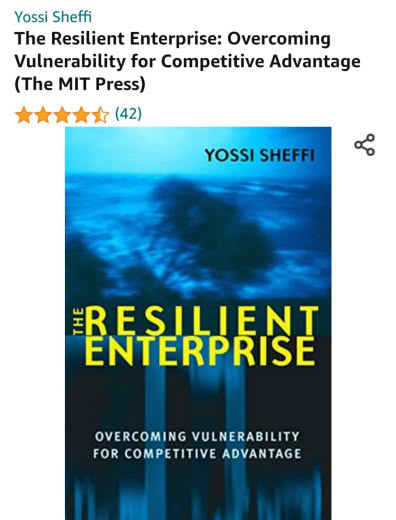 Yossi Sheffi
The Resilient Enterprise: Overcoming
Vulnerability for Competitive Advantage
(The MIT Press)
(42)
YOSSI SHEFFI
THE RESILIENT
ENTERPRISE
OVERCOMING VULNERABILITY
FOR COMPETITIVE ADVANTAGE